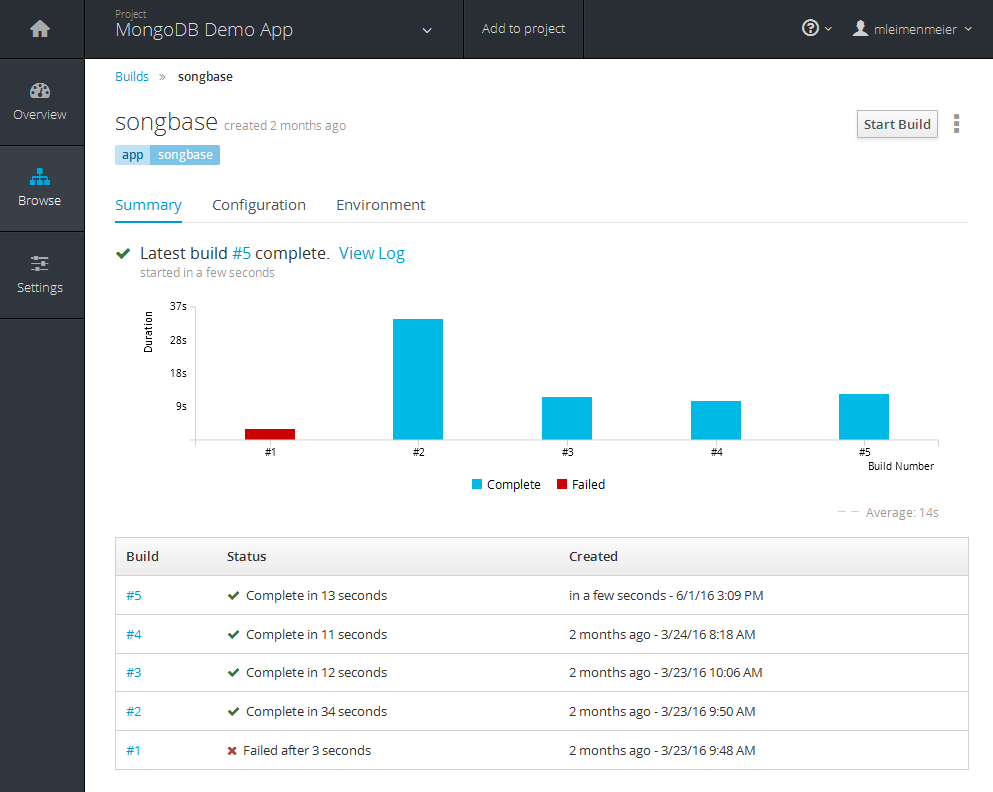 Project
MongoDB Demo App
Add to project
mleimenmeier
Overview
Browse
Settings
Builds » songbase
songbase created 2 months ago
Start Build
app songbase
Summary Configuration Environment
Latest build #5 complete. View Log
started in a few seconds
Duration
37s
28s
18s
9s
#1 #2 #3 #4 #5
Build Number
Complete Failed
Average: 14s
Build Status Created
#5 Complete in 13 seconds in a few seconds - 6/1/16 3:09 PM
#4 Complete in 11 seconds 2 months ago - 3/24/16 8:18 AM
#3 Complete in 12 seconds 2 months ago - 3/23/16 10:06 AM
#2 Complete in 34 seconds 2 months ago - 3/23/16 9:50 AM
#1 Failed after 3 seconds 2 months ago - 3/23/16 9:48 AM